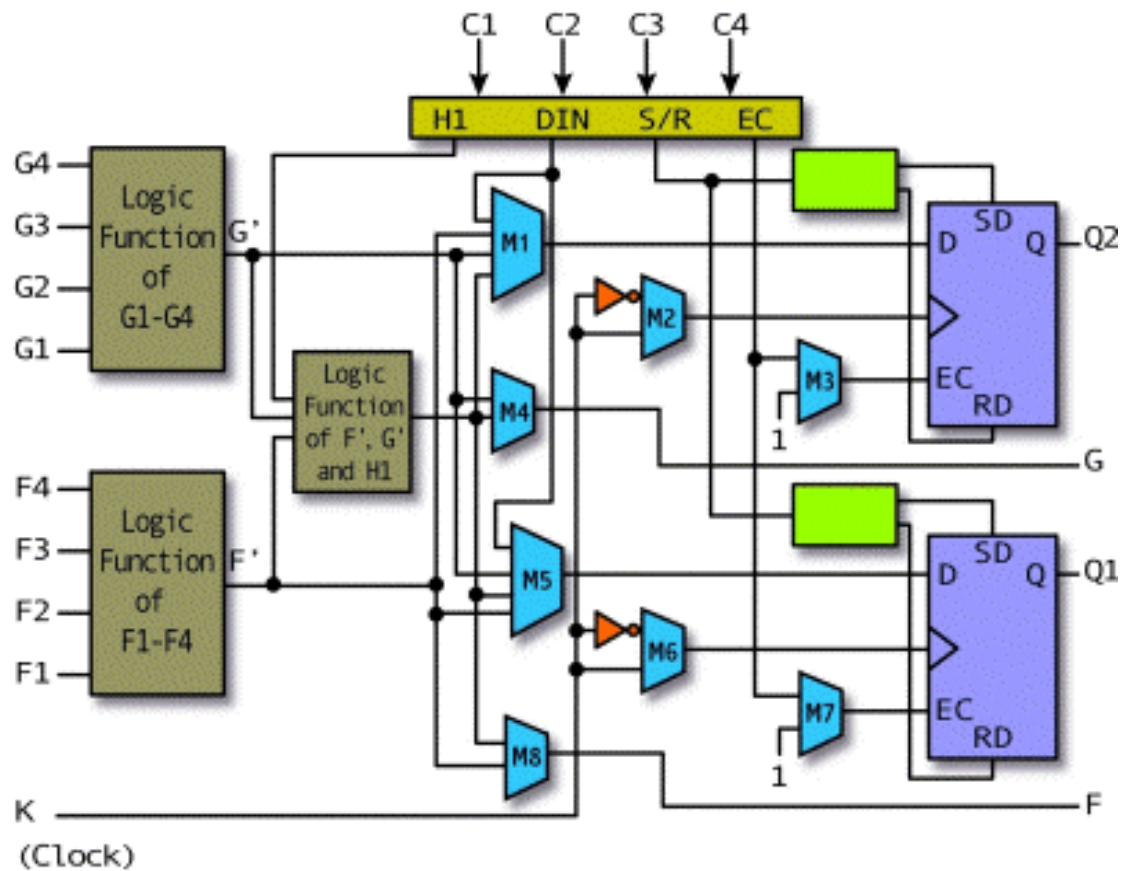 C1 C2 C3 C4
H1 DIN S/R EC
G4
G3
G2
G1
Logic
Function
of
G1-G4
G'
M1
SD
D Q
EC
RD
Q2
M2
M3
1
Logic
Function
of F', G'
and H1
M4
G
F4
F3
F2
F1
Logic
Function
of
F1-F4
F'
M5
SD
D Q
EC
RD
Q1
M6
M7
1
M8
F
K
(Clock)